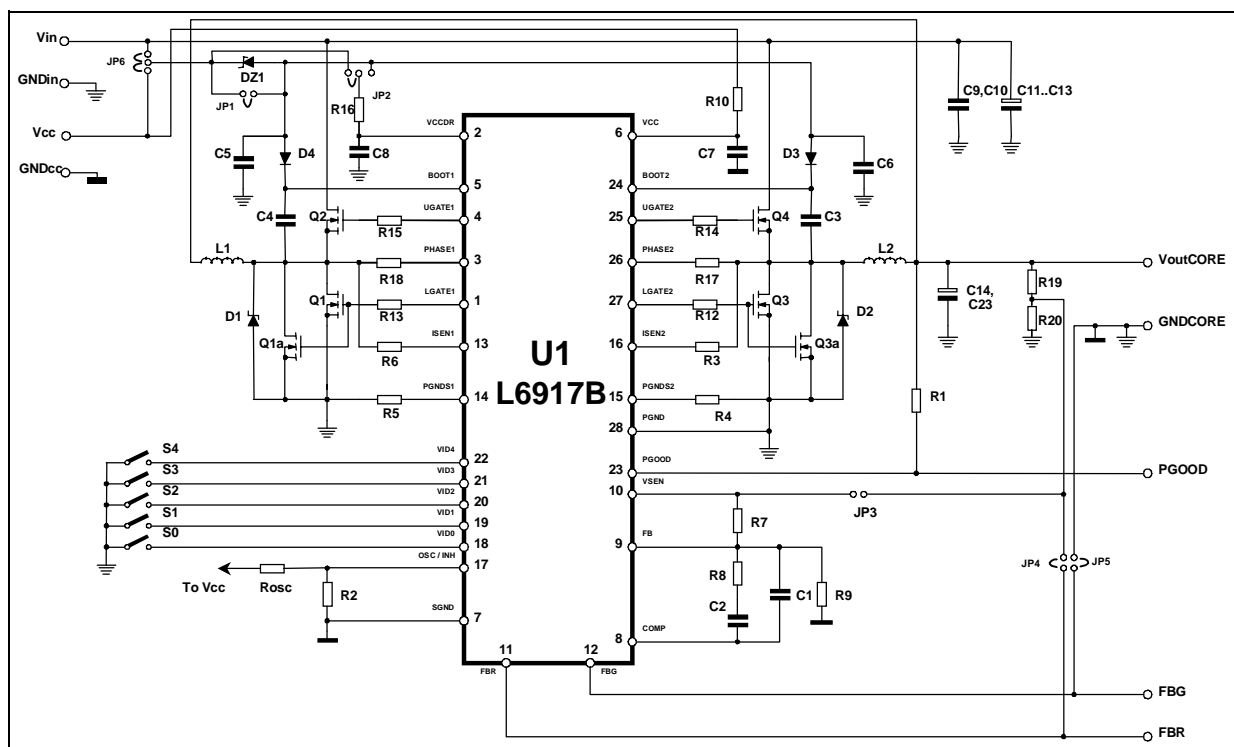 Vin
GNDin
Vcc
GNDcc
JP6
DZ1
JP1
JP2
R16
R10
C9,C10
C11..C13
VCCDR
2
6
VCC
C5
D4
C8
C7
D3
C6
BOOT1
5
24
BOOT2
C4
Q2
UGATE1
4
25
UGATE2
Q4
C3
R15
R14
L1
PHASE1
3
26
PHASE2
L2
VoutCORE
R18
R17
Q1
LGATE1
1
27
LGATE2
Q3
C14,
C23
R19
D1
R13
R12
D2
R20
GNDCORE
Q1a
ISEN1
13
16
ISEN2
Q3a
R6
R3
U1
L6917B
PGNDS1
14
15
PGNDS2
R5
R4
R1
28
PGND
S4
VID4
22
23
PGOOD
PGOOD
S3
VID3
21
10
VSEN
S2
VID2
20
JP3
S1
VID1
19
R7
S0
VID0
18
9
FB
OSC / INH
17
To Vcc
Rosc
R2
R8
C1
R9
JP4
JP5
C2
SGND
7
8
COMP
11
12
FBR
FBG
FBG
FBR